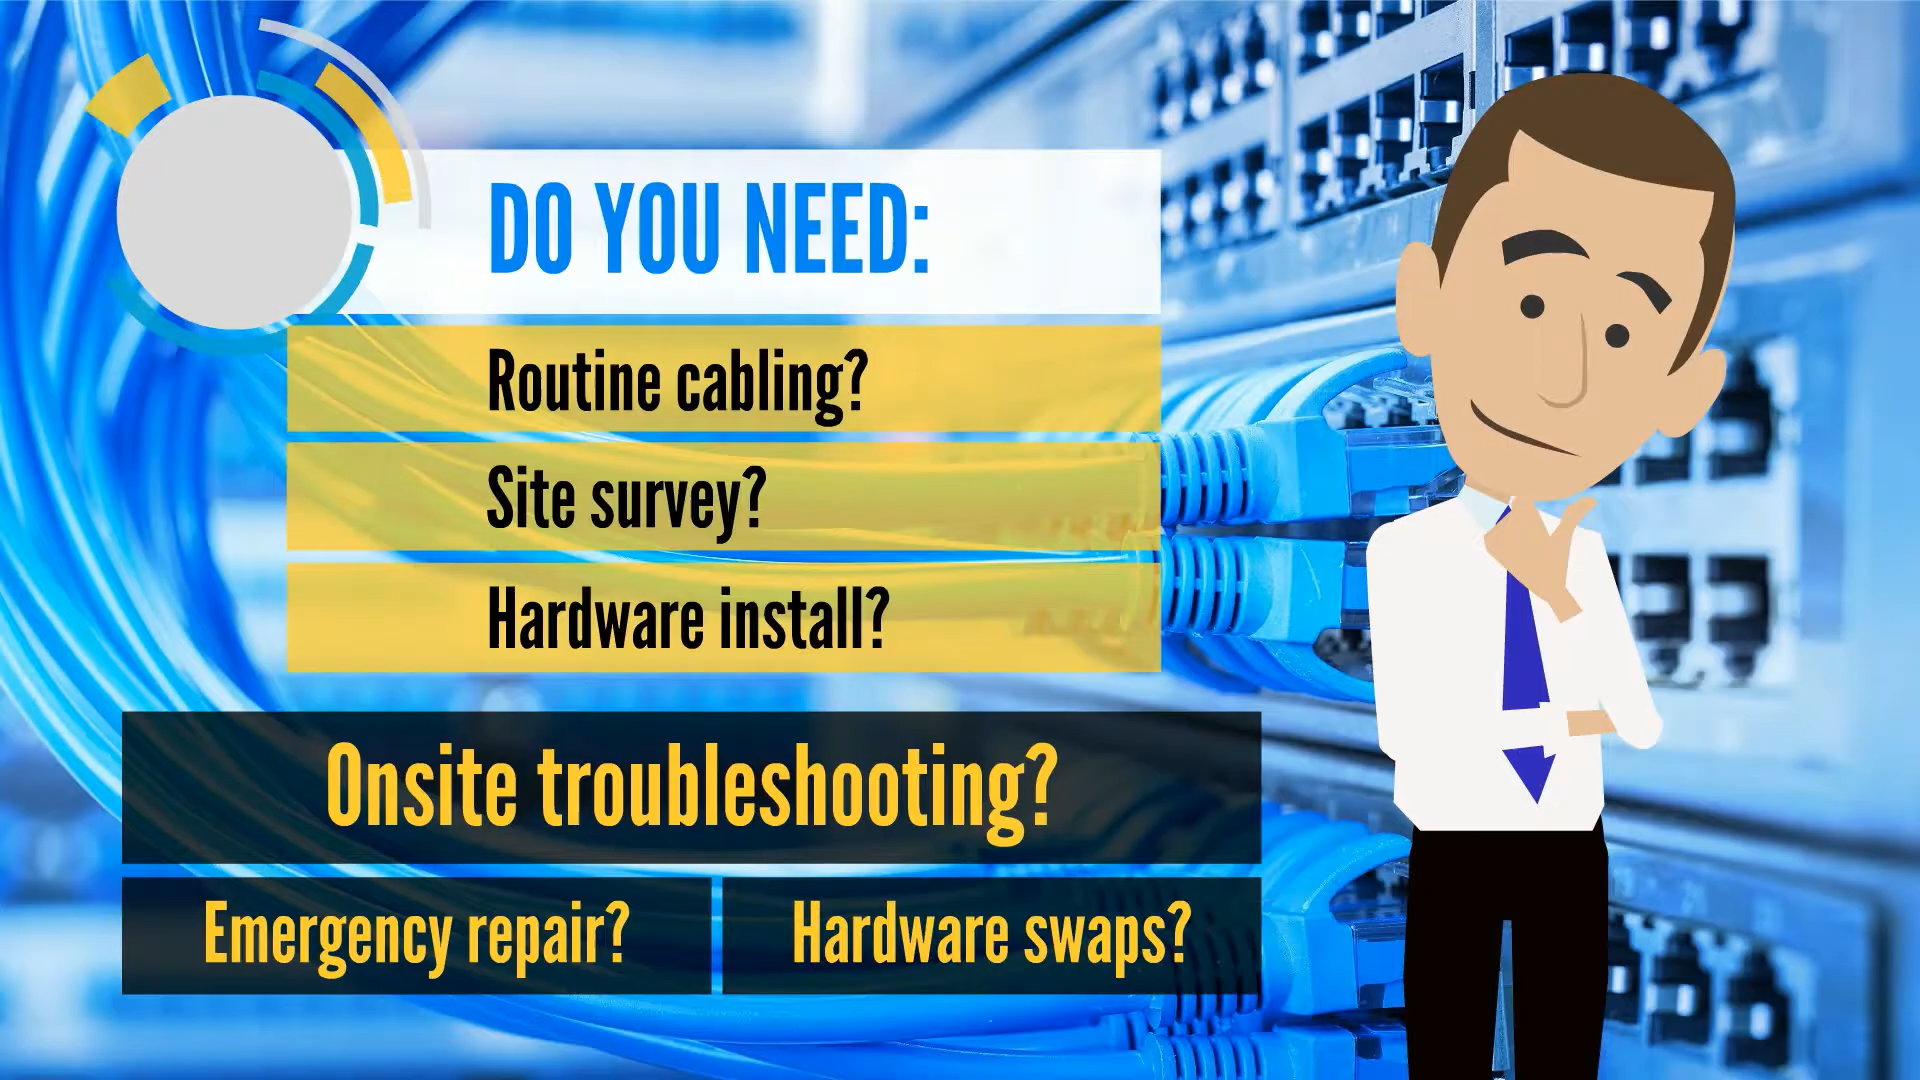 DO YOU NEED:
Routine cabling?
Site survey?
Hardware install?
Onsite troubleshooting?
Emergency repair?
Hardware swaps?